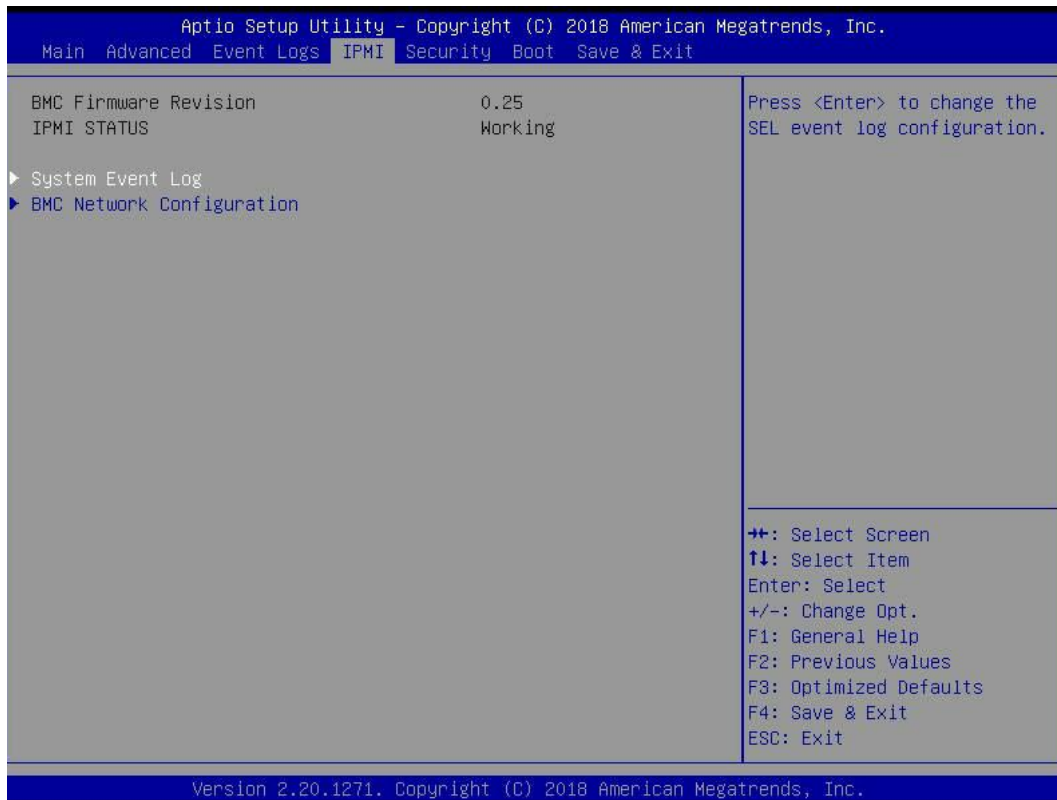 Aptio Setup Utility – Copyright (C) 2018 American Megatrends, Inc.
Main Advanced Event Logs IPMI Security Boot Save & Exit
BMC Firmware Revision 0.25
IPMI STATUS Working
System Event Log
BMC Network Configuration
Press <Enter> to change the
SEL event log configuration.
→←: Select Screen
↑↓: Select Item
Enter: Select
+/-: Change Opt.
F1: General Help
F2: Previous Values
F3: Optimized Defaults
F4: Save & Exit
ESC: Exit
Version 2.20.1271. Copyright (C) 2018 American Megatrends, Inc.